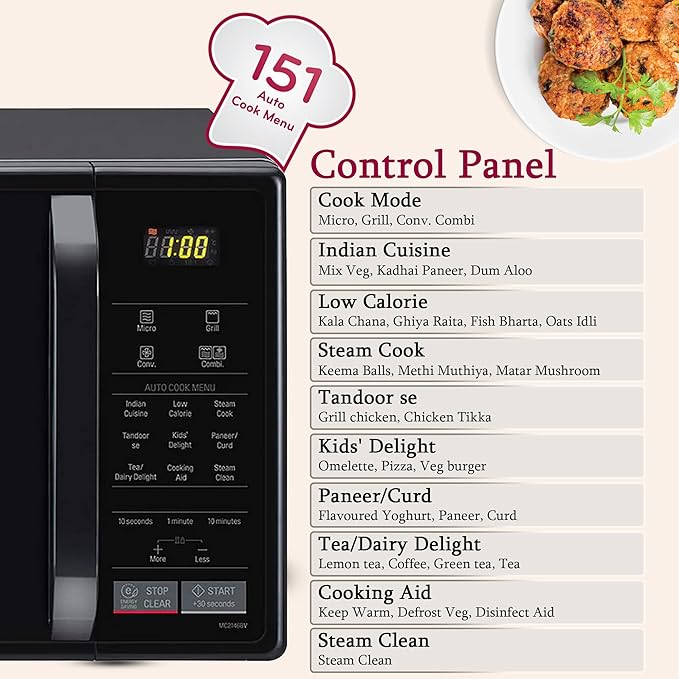 151
Auto
Cook Menu
Control Panel
Cook Mode
Micro, Grill, Conv. Combi
Indian Cuisine
Mix Veg, Kadhai Paneer, Dum Aloo
Low Calorie
Kala Chana, Ghiya Raita, Fish Bharta, Oats Idli
Steam Cook
Keema Balls, Methi Muthiya, Matar Mushroom
Tandoor se
Grill chicken, Chicken Tikka
Kids' Delight
Omelette, Pizza, Veg burger
Paneer/Curd
Flavoured Yoghurt, Paneer, Curd
Tea/Dairy Delight
Lemon tea, Coffee, Green tea, Tea
Cooking Aid
Keep Warm, Defrost Veg, Disinfect Aid
Steam Clean
Steam Clean
1:00
Micro Grill
Conv. Combi.
AUTO COOK MENU
Indian Low Steam
Cuisine Calorie Cook
Tandoor Kids' Paneer/
se Delight Curd
Tea/ Cooking Steam
Dairy Delight Aid Clean
10 seconds 1 minute 10 minutes
+ −
More Less
ENERGY SAVING
STOP
CLEAR
START
+30 seconds
MC2146BV